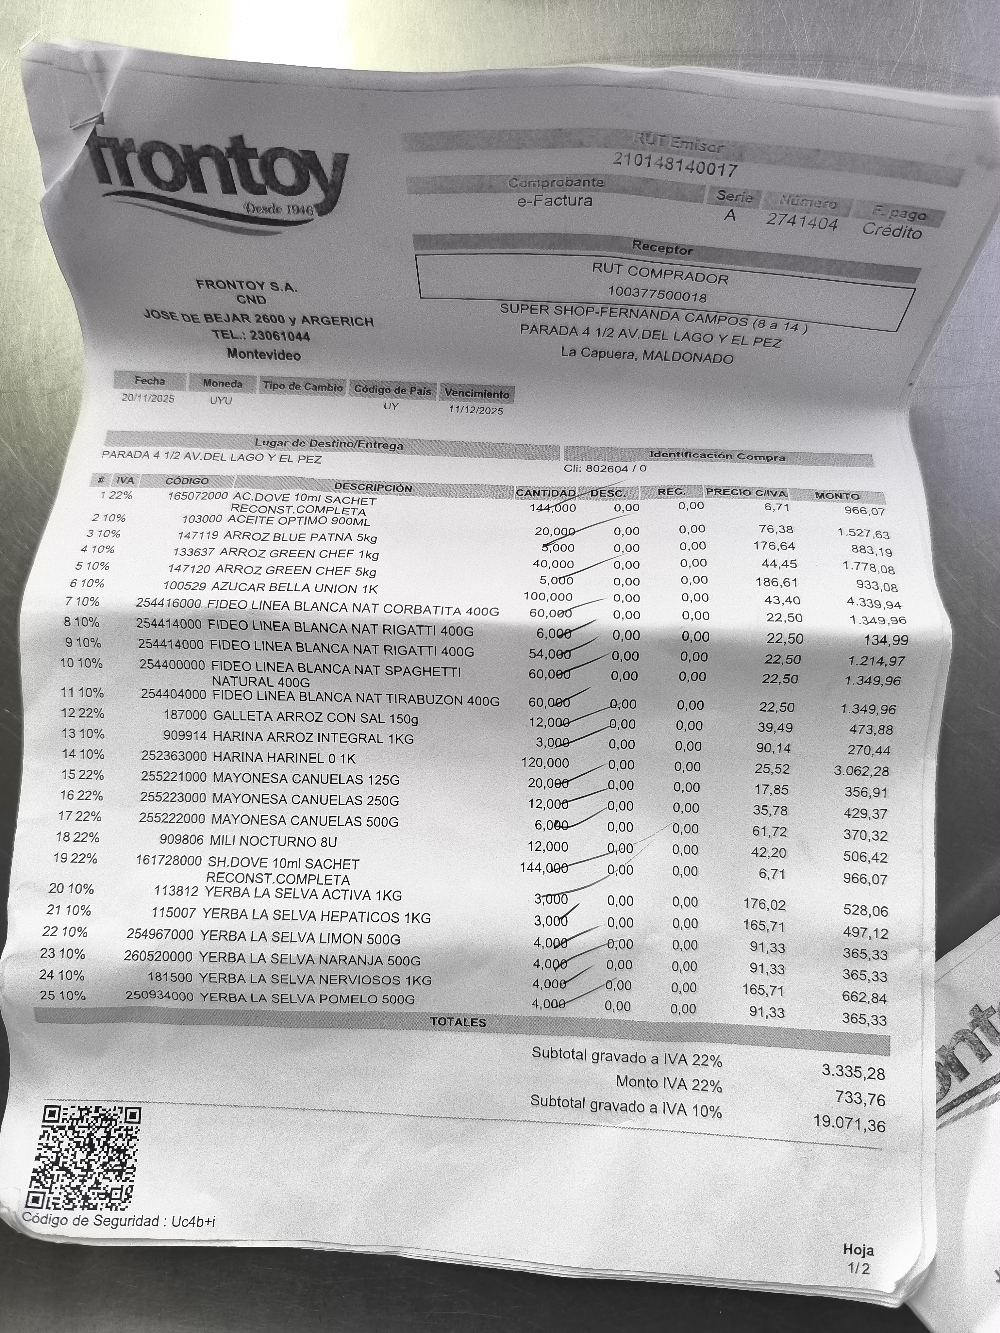 frontoy
Desde 1946
RUT Emisor
210148140017
Comprobante Serie Número F. pago
e-Factura A 2741404 Crédito
Receptor
RUT COMPRADOR
100377500018
SUPER SHOP-FERNANDA CAMPOS (8 a 14 )
PARADA 4 1/2 AV.DEL LAGO Y EL PEZ
La Capuera, MALDONADO
FRONTOY S.A.
CND
JOSE DE BEJAR 2600 y ARGERICH
TEL.: 23061044
Montevideo
Fecha Moneda Tipo de Cambio Código de País Vencimiento
20/11/2025 UYU UY 11/12/2025
Lugar de Destino/Entrega Identificación Compra
PARADA 4 1/2 AV.DEL LAGO Y EL PEZ Cli: 802604 / 0
# IVA CÓDIGO DESCRIPCIÓN CANTIDAD DESC. REC. PRECIO C/IVA MONTO
1 22% 165072000 AC.DOVE 10ml SACHET 144,000 0,00 0,00 6,71 966,07
RECONST.COMPLETA
2 10% 103000 ACEITE OPTIMO 900ML 20,000 0,00 0,00 76,38 1.527,63
3 10% 147119 ARROZ BLUE PATNA 5kg 5,000 0,00 0,00 176,64 883,19
4 10% 133637 ARROZ GREEN CHEF 1kg 40,000 0,00 0,00 44,45 1.778,08
5 10% 147120 ARROZ GREEN CHEF 5kg 5,000 0,00 0,00 186,61 933,08
6 10% 100529 AZUCAR BELLA UNION 1K 100,000 0,00 0,00 43,40 4.339,94
7 10% 254416000 FIDEO LINEA BLANCA NAT CORBATITA 400G 60,000 0,00 0,00 22,50 1.349,96
8 10% 254414000 FIDEO LINEA BLANCA NAT RIGATTI 400G 6,000 0,00 0,00 22,50 134,99
9 10% 254414000 FIDEO LINEA BLANCA NAT RIGATTI 400G 54,000 0,00 0,00 22,50 1.214,97
10 10% 254400000 FIDEO LINEA BLANCA NAT SPAGHETTI 60,000 0,00 0,00 22,50 1.349,96
NATURAL 400G
11 10% 254404000 FIDEO LINEA BLANCA NAT TIRABUZON 400G 60,000 0,00 0,00 22,50 1.349,96
12 22% 187000 GALLETA ARROZ CON SAL 150g 12,000 0,00 0,00 39,49 473,88
13 10% 909914 HARINA ARROZ INTEGRAL 1KG 3,000 0,00 0,00 90,14 270,44
14 10% 252363000 HARINA HARINEL 0 1K 120,000 0,00 0,00 25,52 3.062,28
15 22% 255221000 MAYONESA CANUELAS 125G 20,000 0,00 0,00 17,85 356,91
16 22% 255223000 MAYONESA CANUELAS 250G 12,000 0,00 0,00 35,78 429,37
17 22% 255222000 MAYONESA CANUELAS 500G 6,000 0,00 0,00 61,72 370,32
18 22% 909806 MILI NOCTURNO 8U 12,000 0,00 0,00 42,20 506,42
19 22% 161728000 SH.DOVE 10ml SACHET 144,000 0,00 0,00 6,71 966,07
RECONST.COMPLETA
20 10% 113812 YERBA LA SELVA ACTIVA 1KG 3,000 0,00 0,00 176,02 528,06
21 10% 115007 YERBA LA SELVA HEPATICOS 1KG 3,000 0,00 0,00 165,71 497,12
22 10% 254967000 YERBA LA SELVA LIMON 500G 4,000 0,00 0,00 91,33 365,33
23 10% 260520000 YERBA LA SELVA NARANJA 500G 4,000 0,00 0,00 91,33 365,33
24 10% 181500 YERBA LA SELVA NERVIOSOS 1KG 4,000 0,00 0,00 165,71 662,84
25 10% 250934000 YERBA LA SELVA POMELO 500G 4,000 0,00 0,00 91,33 365,33
TOTALES
Subtotal gravado a IVA 22% 3.335,28
Monto IVA 22% 733,76
Subtotal gravado a IVA 10% 19.071,36
Código de Seguridad : Uc4b+i
Hoja
1/2